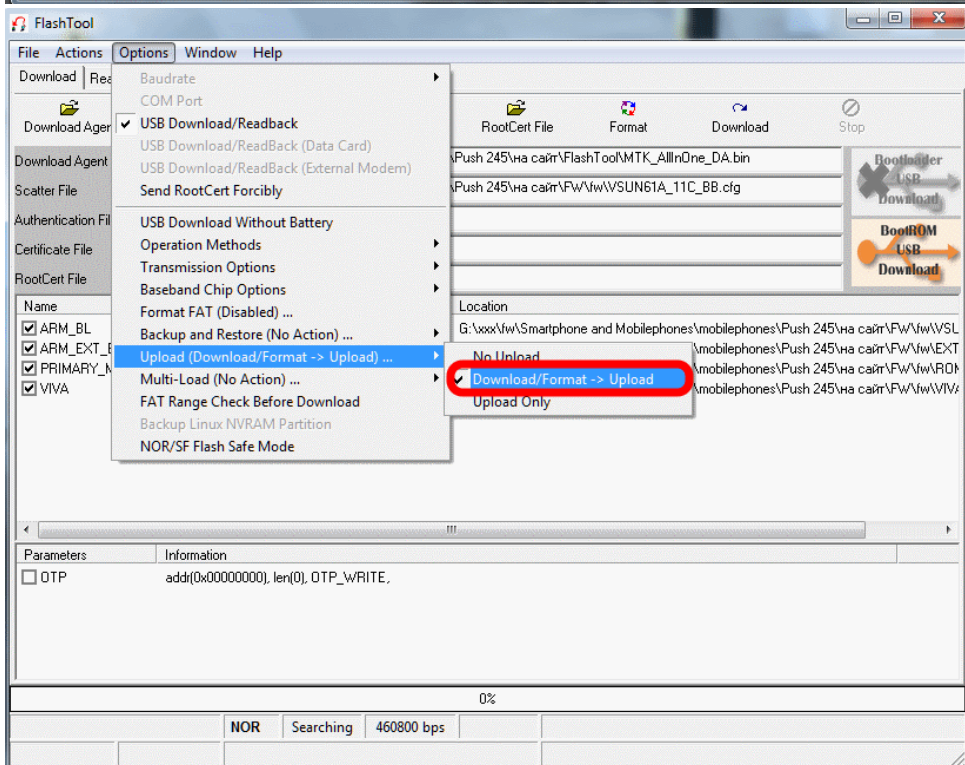 FlashTool
File Actions Options Window Help
Download Rea
Download Agen RootCert File Format Download Stop
Baudrate
COM Port
USB Download/Readback
USB Download/ReadBack (Data Card)
USB Download/ReadBack (External Modem)
Send RootCert Forcibly
USB Download Without Battery
Operation Methods
Transmission Options
Baseband Chip Options
Format FAT (Disabled) ...
Backup and Restore (No Action) ...
Upload (Download/Format -> Upload) ...
Multi-Load (No Action) ...
FAT Range Check Before Download
Backup Linux NVRAM Partition
NOR/SF Flash Safe Mode
No Upload
Download/Format -> Upload
Upload Only
Download Agent \Push 245\на сайт\FlashTool\MTK_AllInOne_DA.bin
Scatter File \Push 245\на сайт\FW\fw\VSUN61A_11C_BB.cfg
Authentication Fil
Certificate File
RootCert File
Bootloader
USB
Download
BootROM
USB
Download
Name Location
ARM_BL G:\xxx\fw\Smartphone and Mobilephones\mobilephones\Push 245\на сайт\FW\fw\VSL
ARM_EXT_B \mobilephones\Push 245\на сайт\FW\fw\EXT
PRIMARY_M \mobilephones\Push 245\на сайт\FW\fw\ROM
VIVA \mobilephones\Push 245\на сайт\FW\fw\VIVA
Parameters Information
OTP addr(0x00000000), len(0), OTP_WRITE,
0%
NOR Searching 460800 bps